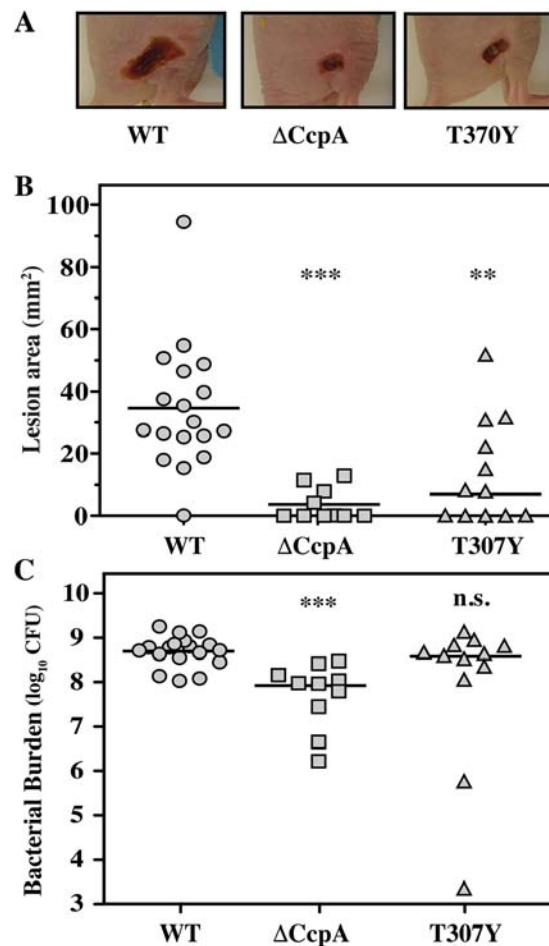 A
WT ΔCcpA T370Y
B
100
80
60
40
20
0
Lesion area (mm²)
*** **
WT ΔCcpA T307Y
C
10
9
8
7
6
5
4
3
Bacterial Burden (log₁₀ CFU)
*** n.s.
WT ΔCcpA T307Y